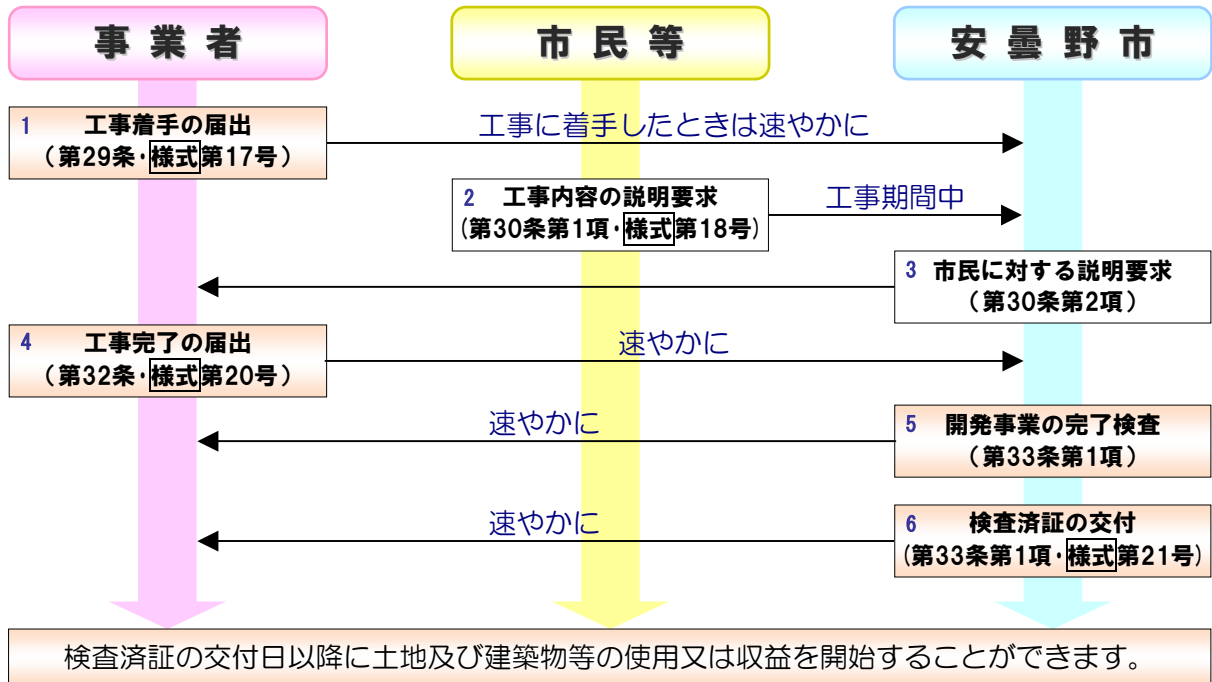 事業者
市民等
安曇野市
1 工事着手の届出
(第29条・様式第17号)
工事に着手したときは速やかに
2 工事内容の説明要求
(第30条第1項・様式第18号)
工事期間中
3 市民に対する説明要求
(第30条第2項)
4 工事完了の届出
(第32条・様式第20号)
速やかに
速やかに
5 開発事業の完了検査
(第33条第1項)
速やかに
6 検査済証の交付
(第33条第1項・様式第21号)
検査済証の交付日以降に土地及び建築物等の使用又は収益を開始することができます。